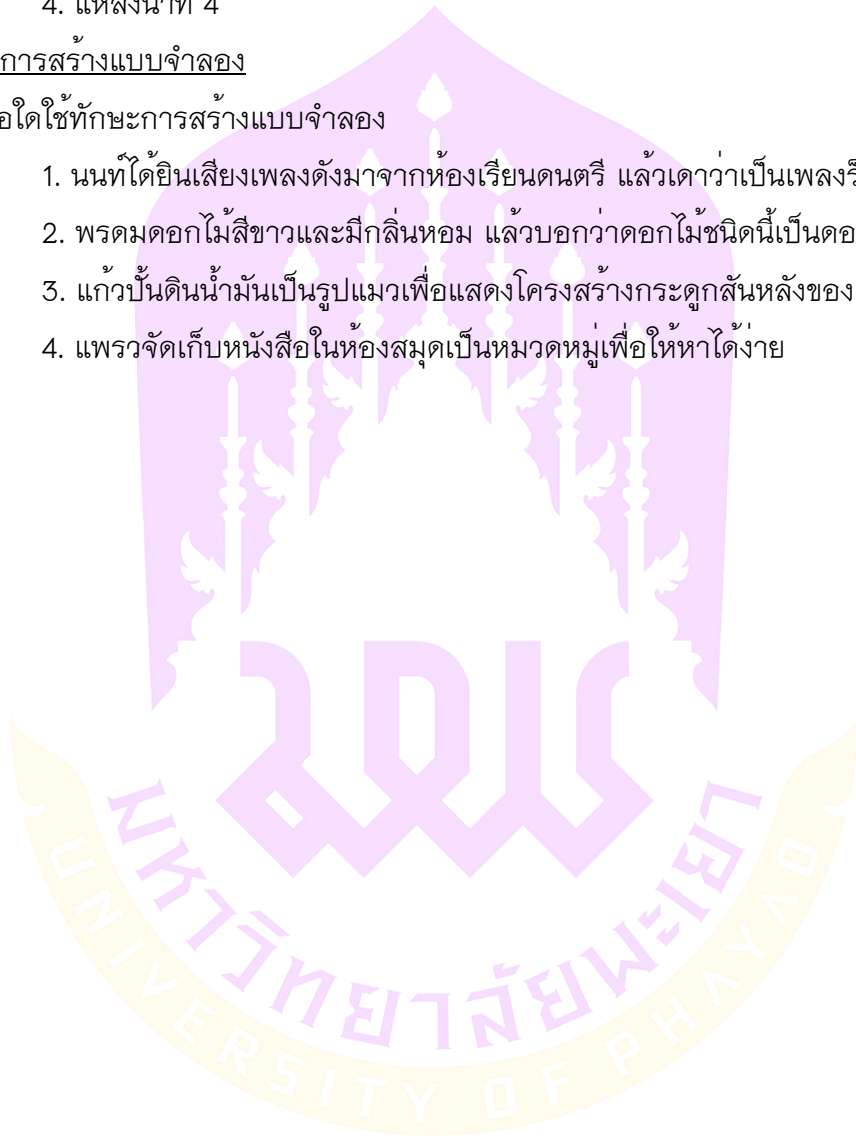 4. แหล่งน้ำที่ 4
การสร้างแบบจำลอง
อใดใช้ทักษะการสร้างแบบจำลอง
1. นนท์ได้ยินเสียงเพลงดังมาจากห้องเรียนดนตรี แล้วเดาว่าเป็นเพลง
2. พรดมดอกไม้สีขาวและมีกลิ่นหอม แล้วบอกว่าดอกไม้ชนิดนี้เป็นดอ
3. แก้วปั้นดินน้ำมันเป็นรูปแมวเพื่อแสดงโครงสร้างกระดูกสันหลังของ
4. แพรวจัดเก็บหนังสือในห้องสมุดเป็นหมวดหมู่เพื่อให้หาได้ง่าย
มหาวิทยาลัยพะเยา
UNIVERSITY OF PHAYAO